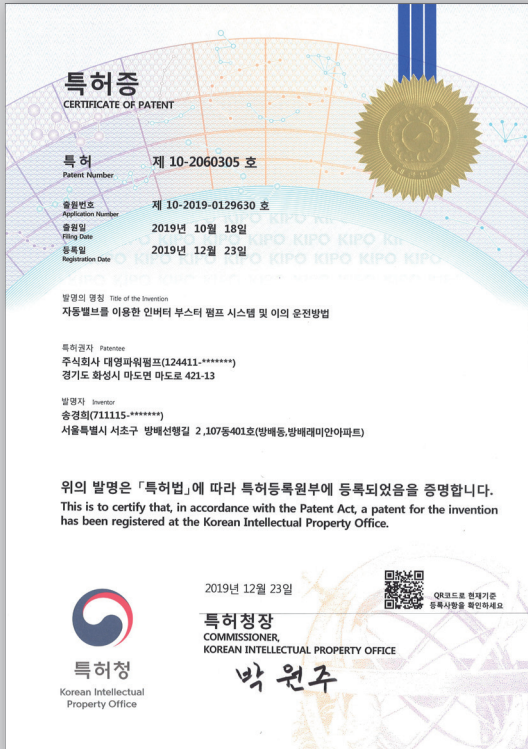 특허증
CERTIFICATE OF PATENT
특허 제 10-2060305 호
Patent Number
출원번호 제 10-2019-0129630 호
Application Number
출원일 2019년 10월 18일
Filing Date
등록일 2019년 12월 23일
Registration Date
발명의 명칭 Title of the Invention
자동밸브를 이용한 인버터 부스터 펌프 시스템 및 이의 운전방법
특허권자 Patentee
주식회사 대영파워펌프(124411-*******)
경기도 화성시 마도면 마도로 421-13
발명자 Inventor
송경희(711115-*******)
서울특별시 서초구 방배선행길 2,107동401호(방배동,방배래미안아파트)
위의 발명은 「특허법」에 따라 특허등록원부에 등록되었음을 증명합니다.
This is to certify that, in accordance with the Patent Act, a patent for the invention
has been registered at the Korean Intellectual Property Office.
2019년 12월 23일
QR코드로 현재기준
등록사항을 확인하세요
특허청장
COMMISSIONER,
KOREAN INTELLECTUAL PROPERTY OFFICE
박원주
특허청
Korean Intellectual
Property Office